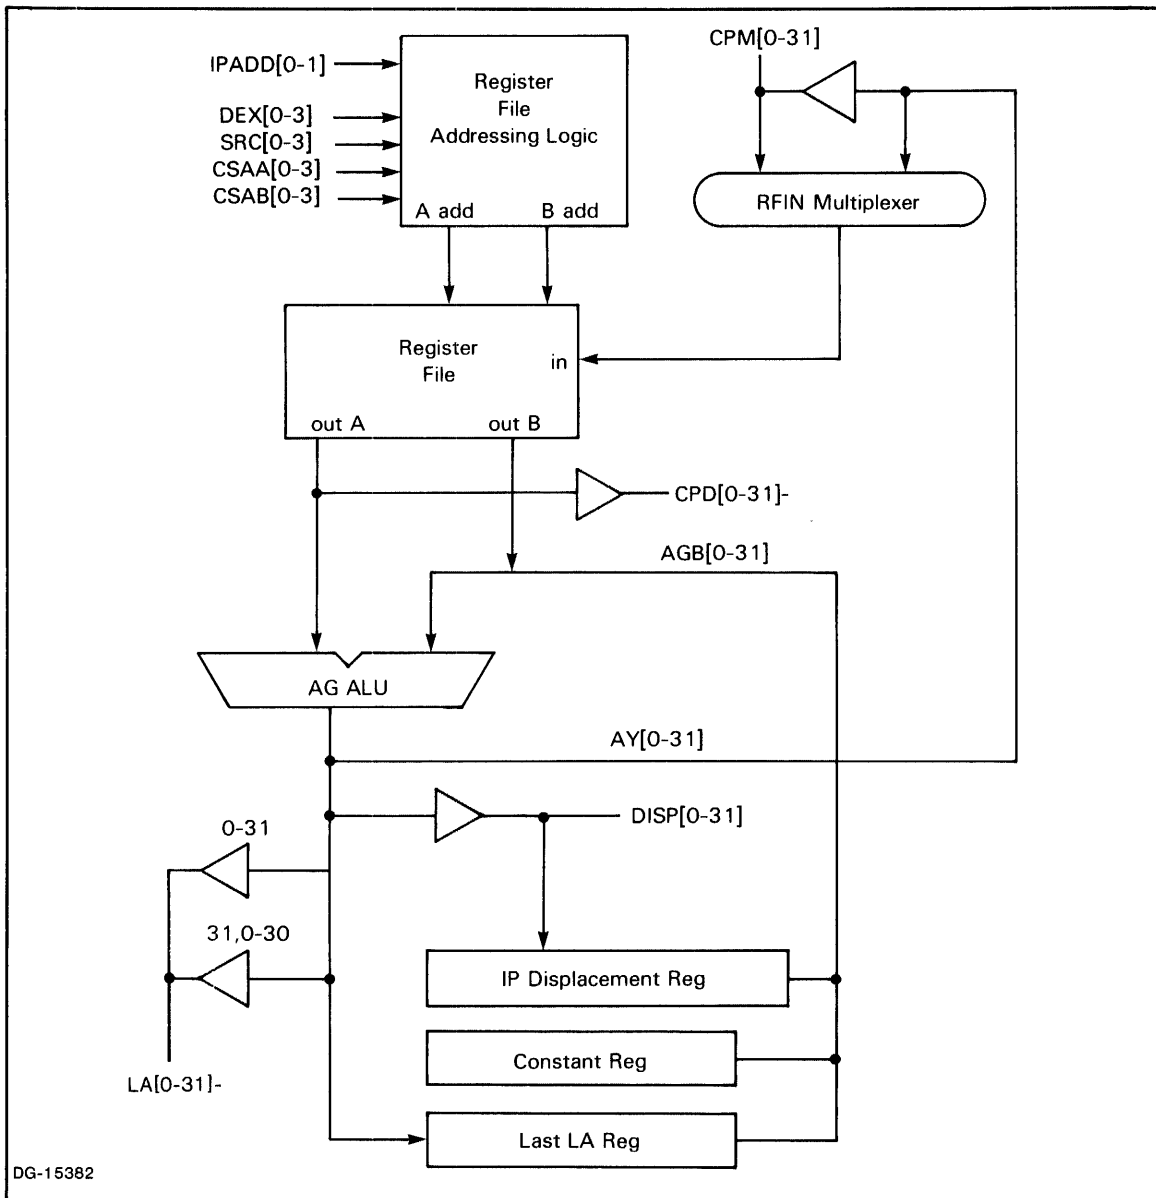 CPM[0-31]
IPADD[0-1]
DEX[0-3]
SRC[0-3]
CSAA[0-3]
CSAB[0-3]
Register
File
Addressing Logic
A add
B add
RFIN Multiplexer
Register
File
in
out A
out B
CPD[0-31]-
AGB[0-31]
AG ALU
AY[0-31]
DISP[0-31]
0-31
31,0-30
IP Displacement Reg
Constant Reg
LA[0-31]-
Last LA Reg
DG-15382